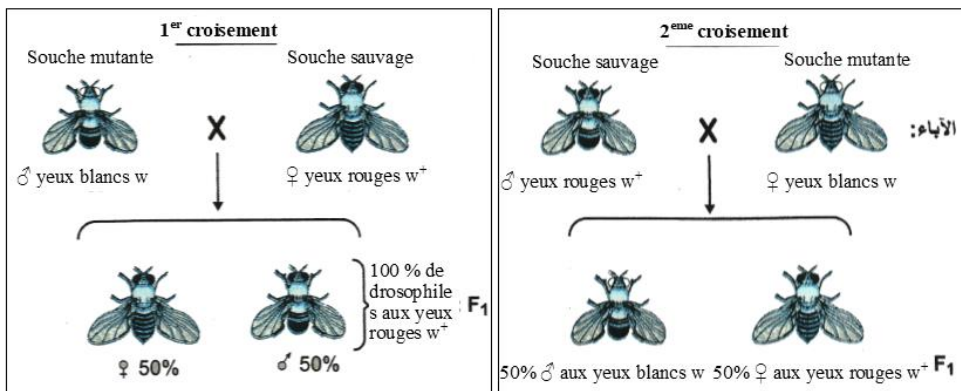 1er croisement
Souche mutante Souche sauvage
X
♂ yeux blancs w ♀ yeux rouges w+
100 % de
drosophile
s aux yeux
rouges w+
F1
♀ 50% ♂ 50%
2eme croisement
Souche sauvage Souche mutante
X
الآباء:
♂ yeux rouges w+ ♀ yeux blancs w
50% ♂ aux yeux blancs w 50% ♀ aux yeux rouges w+ F1